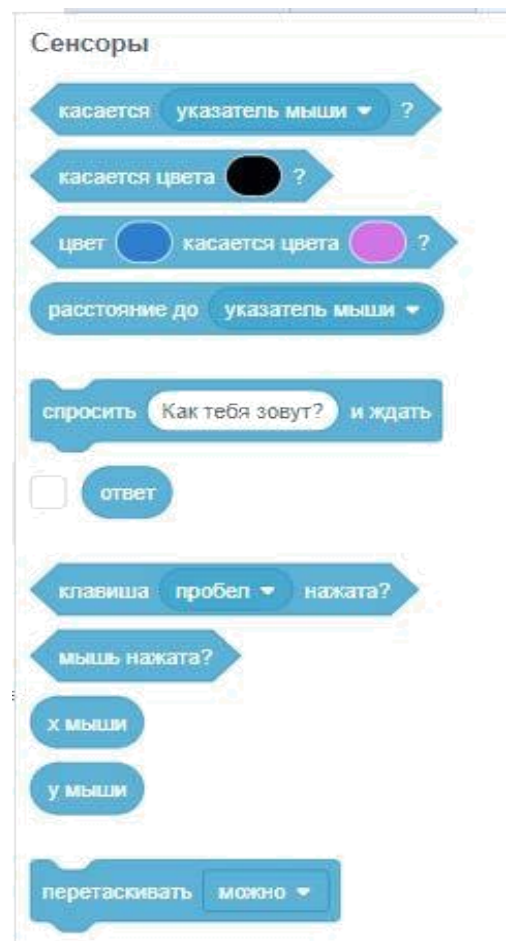 Сенсоры
касается указатель мыши ?
касается цвета ?
цвет касается цвета ?
расстояние до указатель мыши
спросить Как тебя зовут? и ждать
ответ
клавиша пробел нажата?
мышь нажата?
x мыши
y мыши
перетаскивать можно